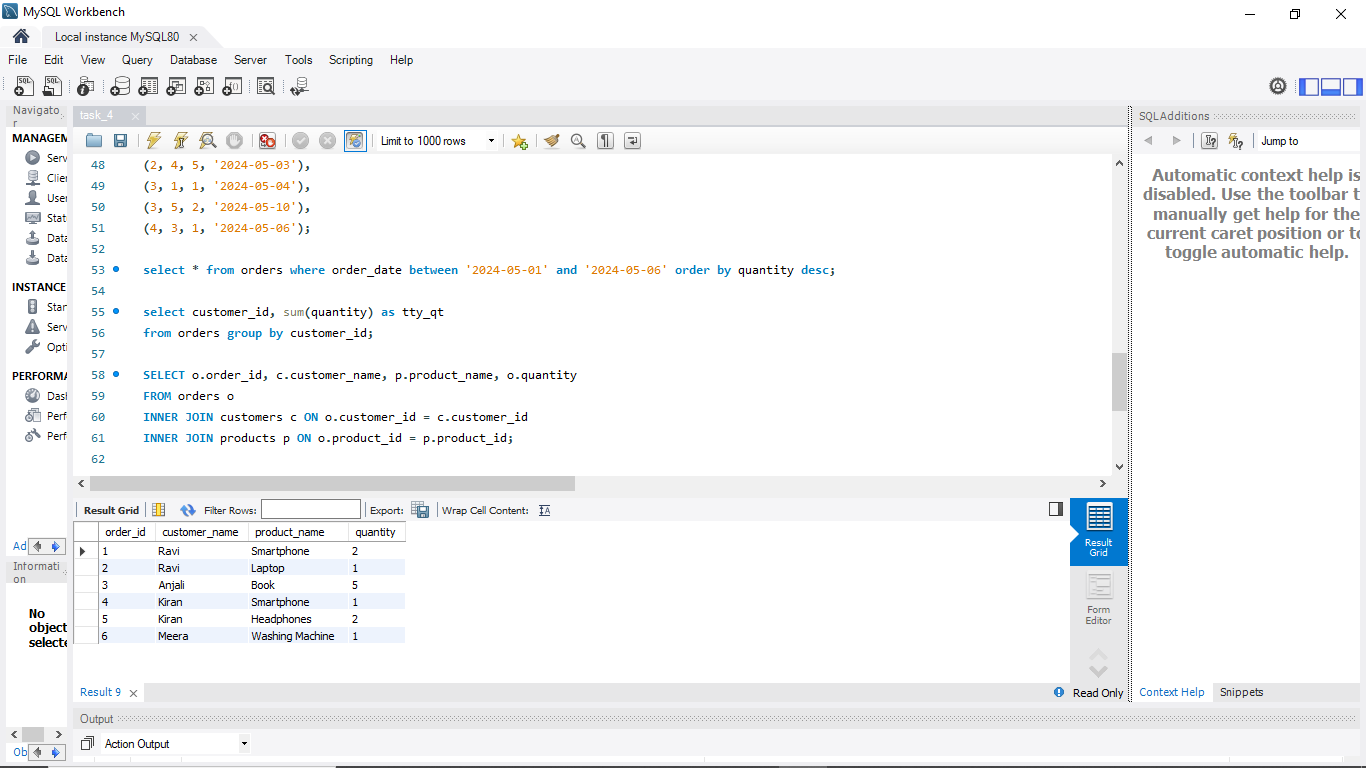 MySQL Workbench
Local instance MySQL80
File Edit View Query Database Server Tools Scripting Help
Navigato
r
MANAGEM
Serv
Clier
User
Stat
Data
Data
INSTANCE
Star
Serv
Opti
PERFORMA
Dash
Perf
Perf
Ad
Informati
on
No
object
selecte
Ob
task_4
Limit to 1000 rows
48 (2, 4, 5, '2024-05-03'),
49 (3, 1, 1, '2024-05-04'),
50 (3, 5, 2, '2024-05-10'),
51 (4, 3, 1, '2024-05-06');
52
53 select * from orders where order_date between '2024-05-01' and '2024-05-06' order by quantity desc;
54
55 select customer_id, sum(quantity) as tty_qt
56 from orders group by customer_id;
57
58 SELECT o.order_id, c.customer_name, p.product_name, o.quantity
59 FROM orders o
60 INNER JOIN customers c ON o.customer_id = c.customer_id
61 INNER JOIN products p ON o.product_id = p.product_id;
62
Result Grid Filter Rows: Export: Wrap Cell Content:
order_id customer_name product_name quantity
1 Ravi Smartphone 2
2 Ravi Laptop 1
3 Anjali Book 5
4 Kiran Smartphone 1
5 Kiran Headphones 2
6 Meera Washing Machine 1
Result
Grid
Form
Editor
Result 9
Read Only
Output
Action Output
SQLAdditions
Jump to
Automatic context help is
disabled. Use the toolbar t
manually get help for the
current caret position or to
toggle automatic help.
Context Help Snippets